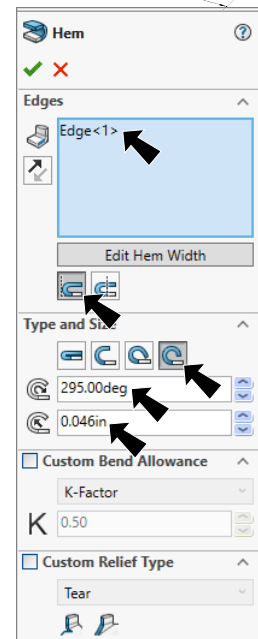 Hem
Edges
Edge<1>
Edit Hem Width
Type and Size
295.00deg
0.046in
Custom Bend Allowance
K-Factor
K 0.50
Custom Relief Type
Tear